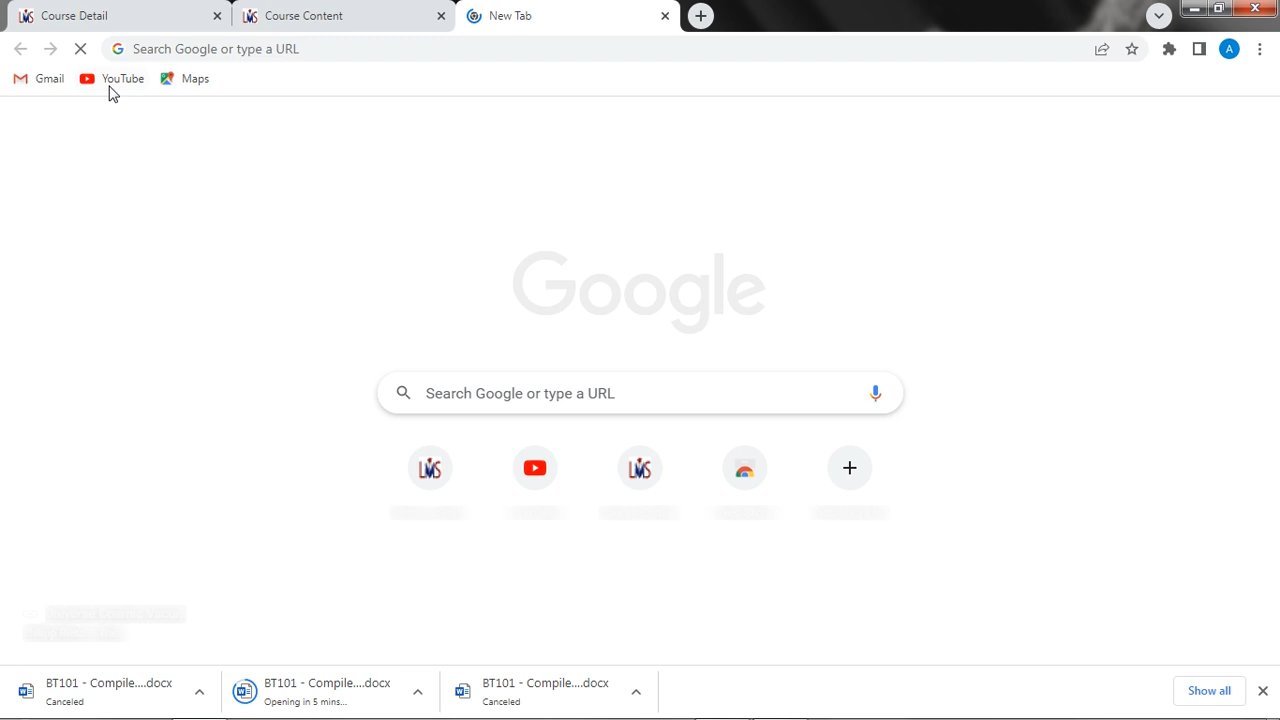 Course Detail
Course Content
New Tab
Search Google or type a URL
A
Gmail
YouTube
Maps
Google
Search Google or type a URL
LMS
LMS
BT101 - Compile....docx
Canceled
BT101 - Compile....docx
Opening in 5 mins...
BT101 - Compile....docx
Canceled
Show all